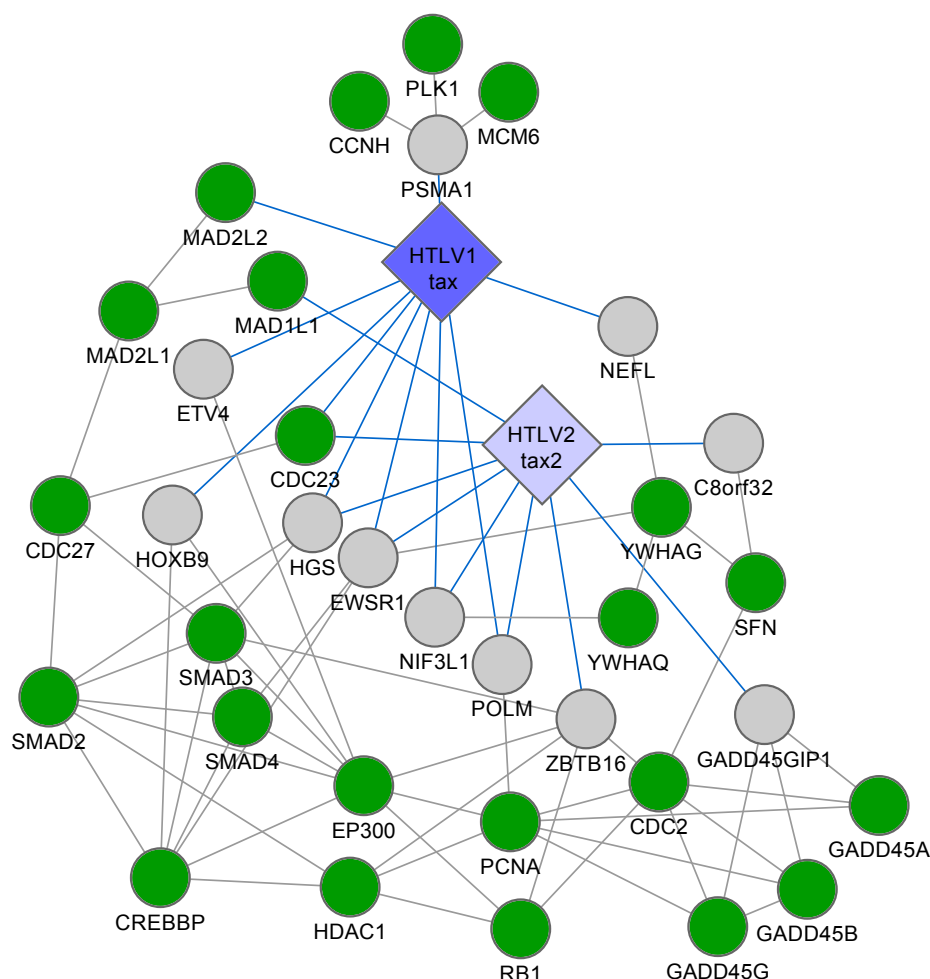 PLK1
CCNH
MCM6
PSMA1
MAD2L2
HTLV1
tax
MAD1L1
MAD2L1
NEFL
ETV4
HTLV2
tax2
CDC23
C8orf32
CDC27
HOXB9
HGS
YWHAG
EWSR1
SFN
NIF3L1
YWHAQ
SMAD3
POLM
SMAD2
SMAD4
ZBTB16
GADD45GIP1
EP300
CDC2
PCNA
GADD45A
CREBBP
HDAC1
GADD45B
RB1
GADD45G